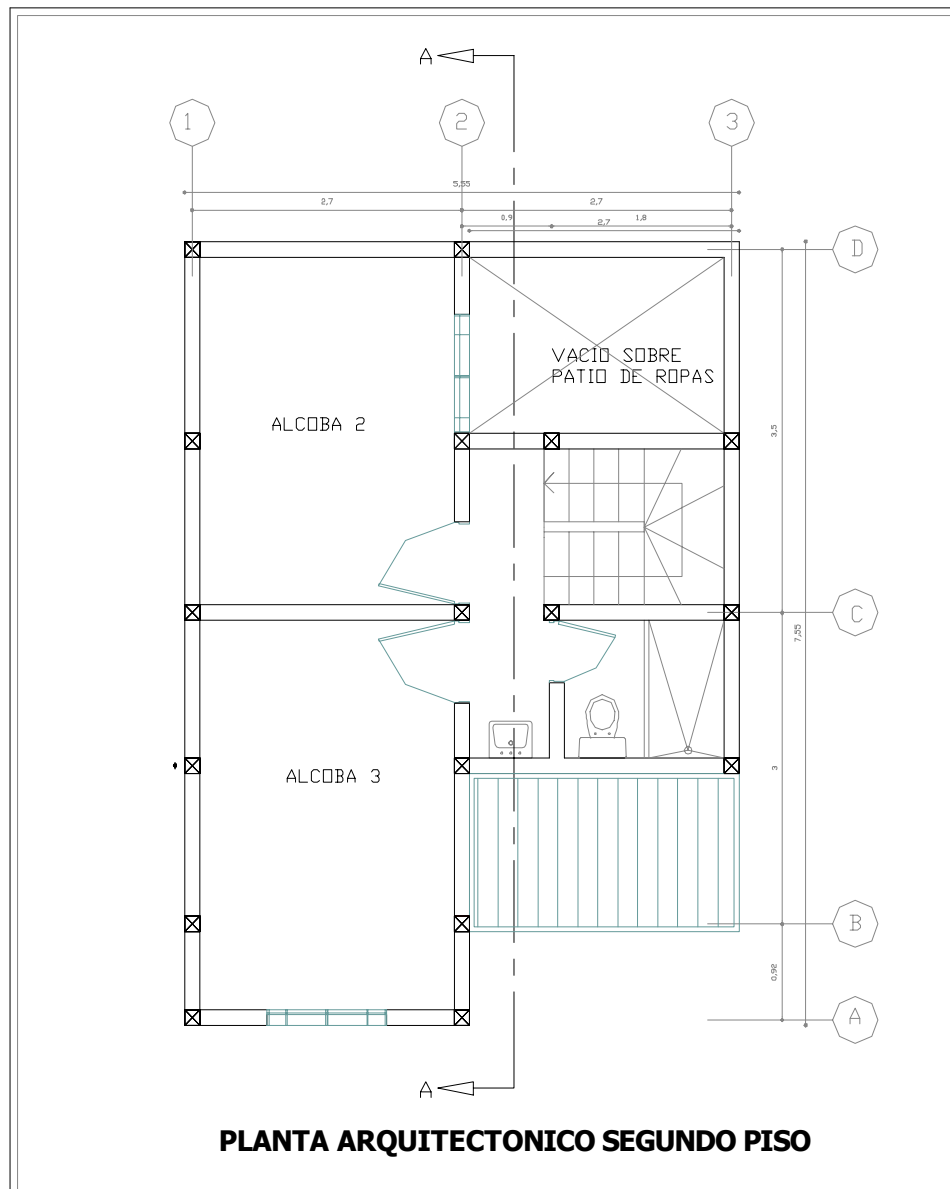 A
1
2
3
5,55
2,7
2,7
0,9
1,8
2,7
D
VACIO SOBRE
PATIO DE ROPAS
ALCOBA 2
3,5
C
7,55
ALCOBA 3
3
B
0,92
A
A
PLANTA ARQUITECTONICO SEGUNDO PISO